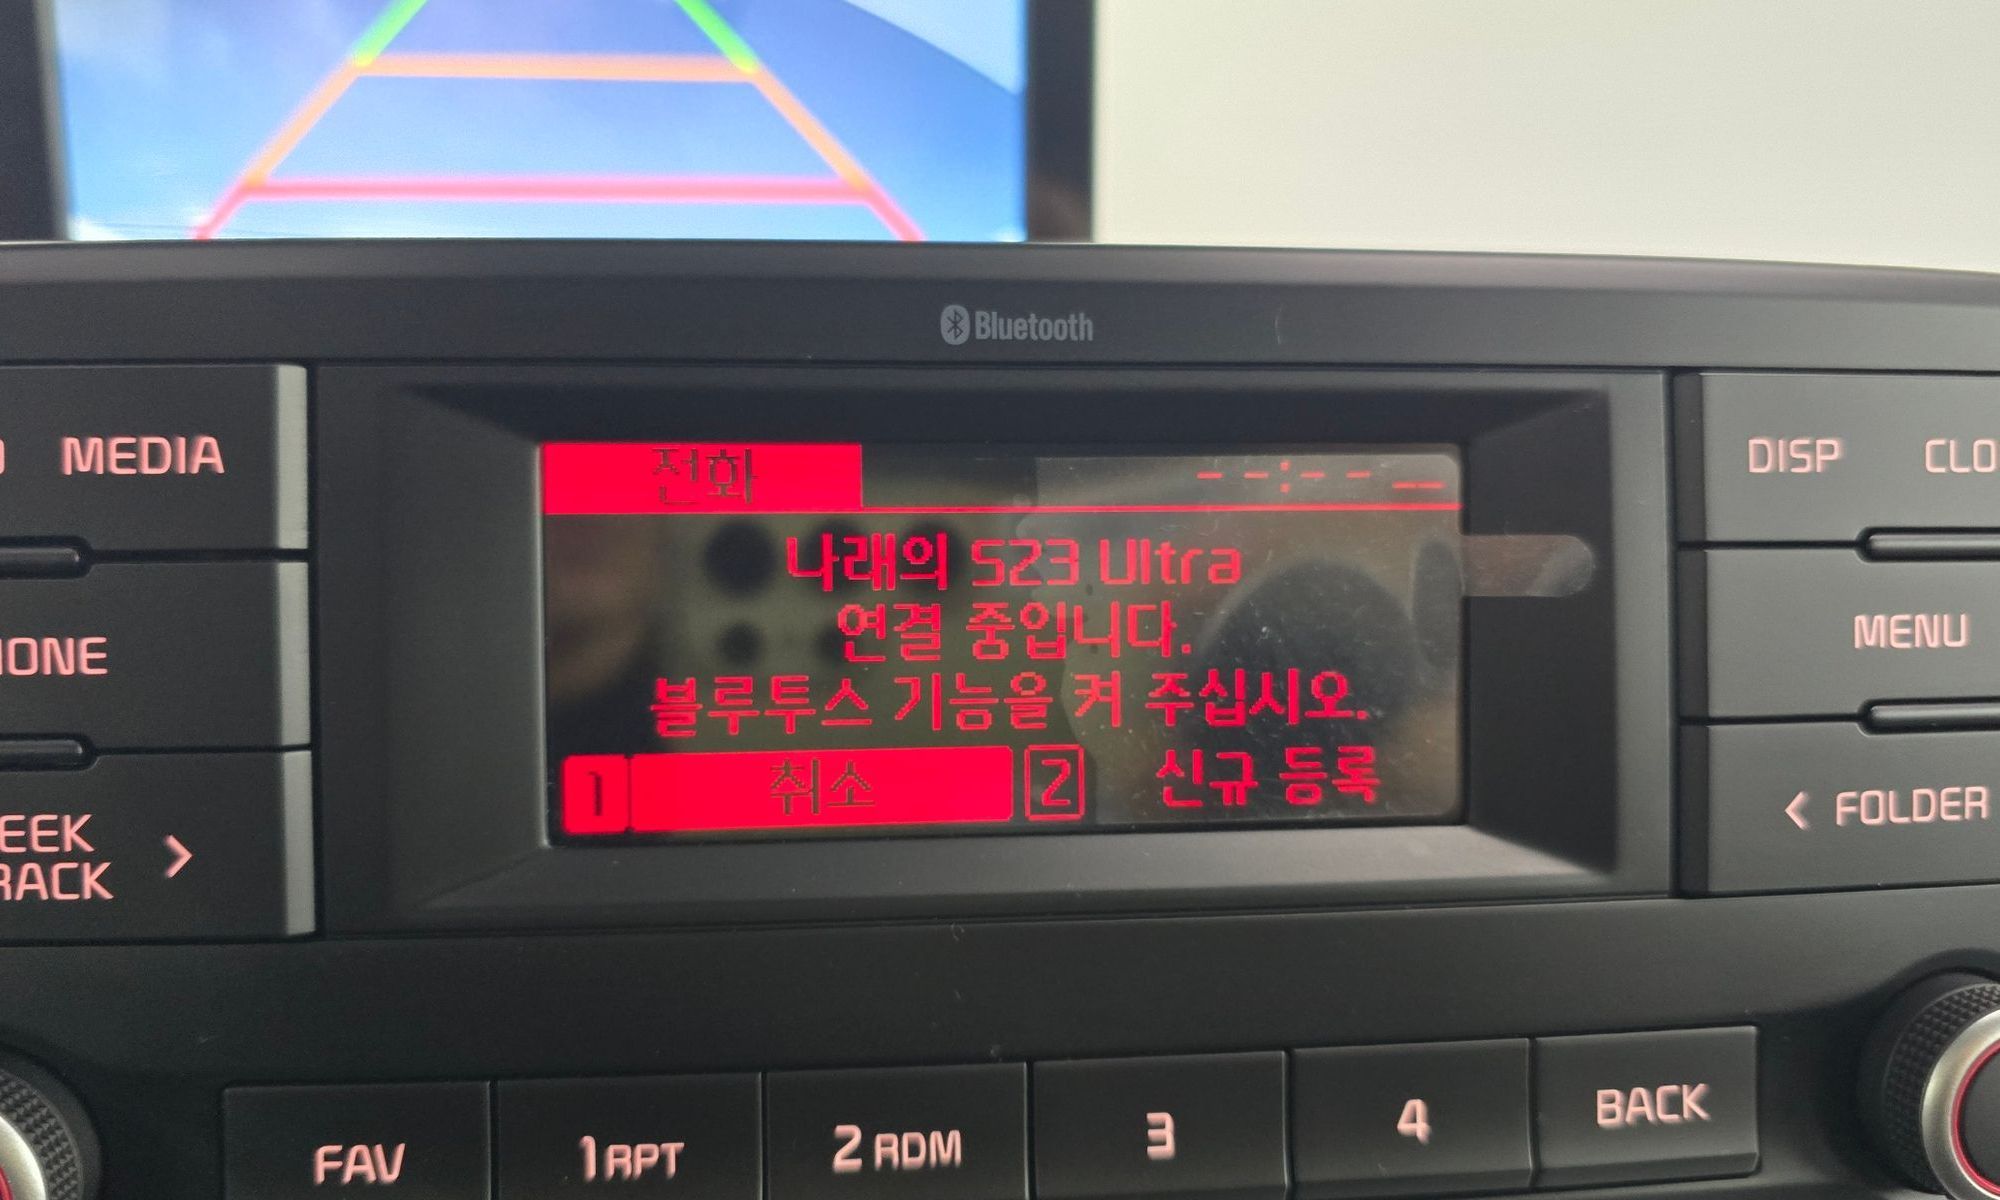 Bluetooth
MEDIA
DISP
전화
--:-- __
나래의 S23 Ultra
연결 중입니다.
블루투스 기능을 켜 주십시오.
1 취소 2 신규 등록
MENU
< FOLDER
>
FAV
1 RPT
2 RDM
3
4
BACK